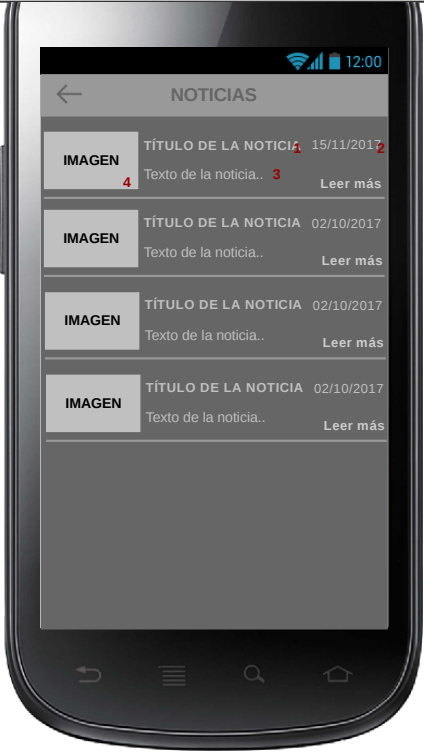 12:00
NOTICIAS
TÍTULO DE LA NOTICIA 1 15/11/2017 2
IMAGEN
4
Texto de la noticia.. 3
Leer más
TÍTULO DE LA NOTICIA 02/10/2017
IMAGEN
Texto de la noticia..
Leer más
TÍTULO DE LA NOTICIA 02/10/2017
IMAGEN
Texto de la noticia..
Leer más
TÍTULO DE LA NOTICIA 02/10/2017
IMAGEN
Texto de la noticia..
Leer más